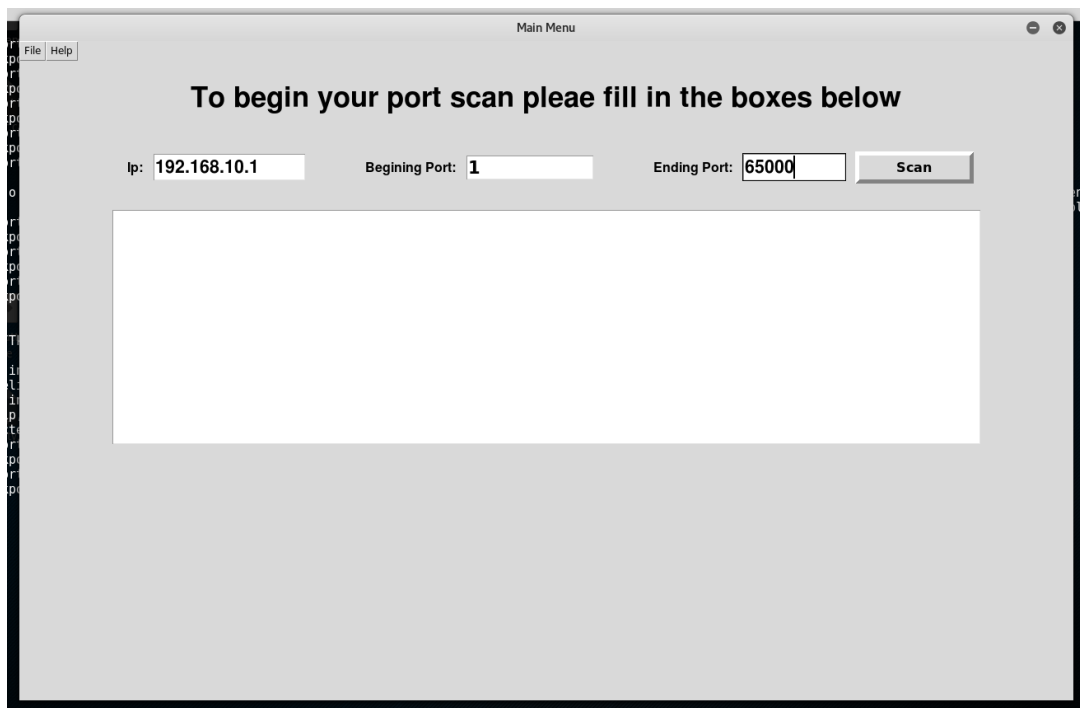 Main Menu
File Help
To begin your port scan pleae fill in the boxes below
Ip: 192.168.10.1 Begining Port: 1 Ending Port: 65000 Scan